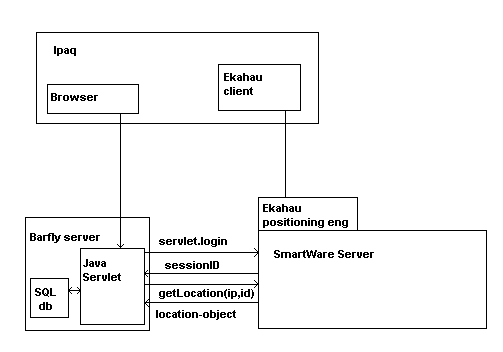 Ipaq
Browser
Ekahau
client
Ekahau
positioning eng
SmartWare Server
Barfly server
Java
Servlet
SQL
db
servlet.login
sessionID
getLocation(ip,id)
location-object